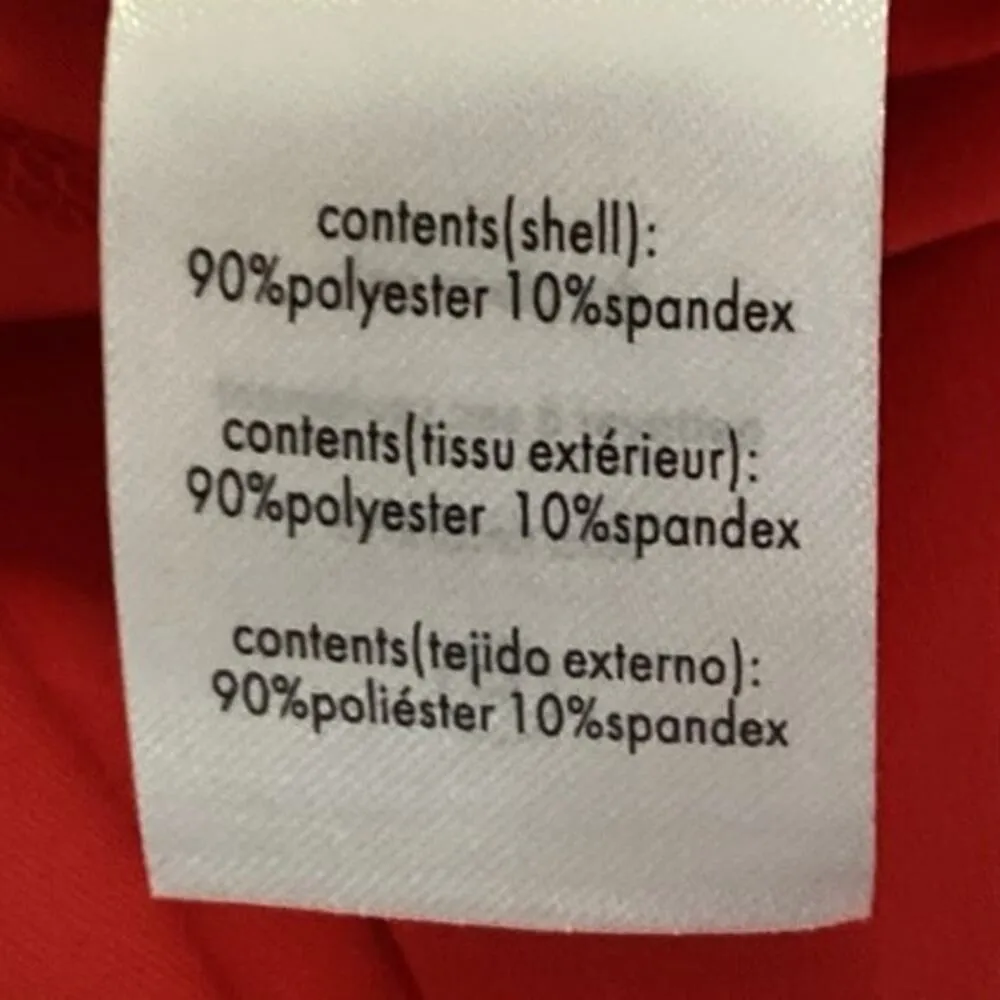 contents(shell):
90%polyester 10%spandex
contents(tissu extérieur):
90%polyester 10%spandex
contents(tejido externo):
90%poliéster 10%spandex